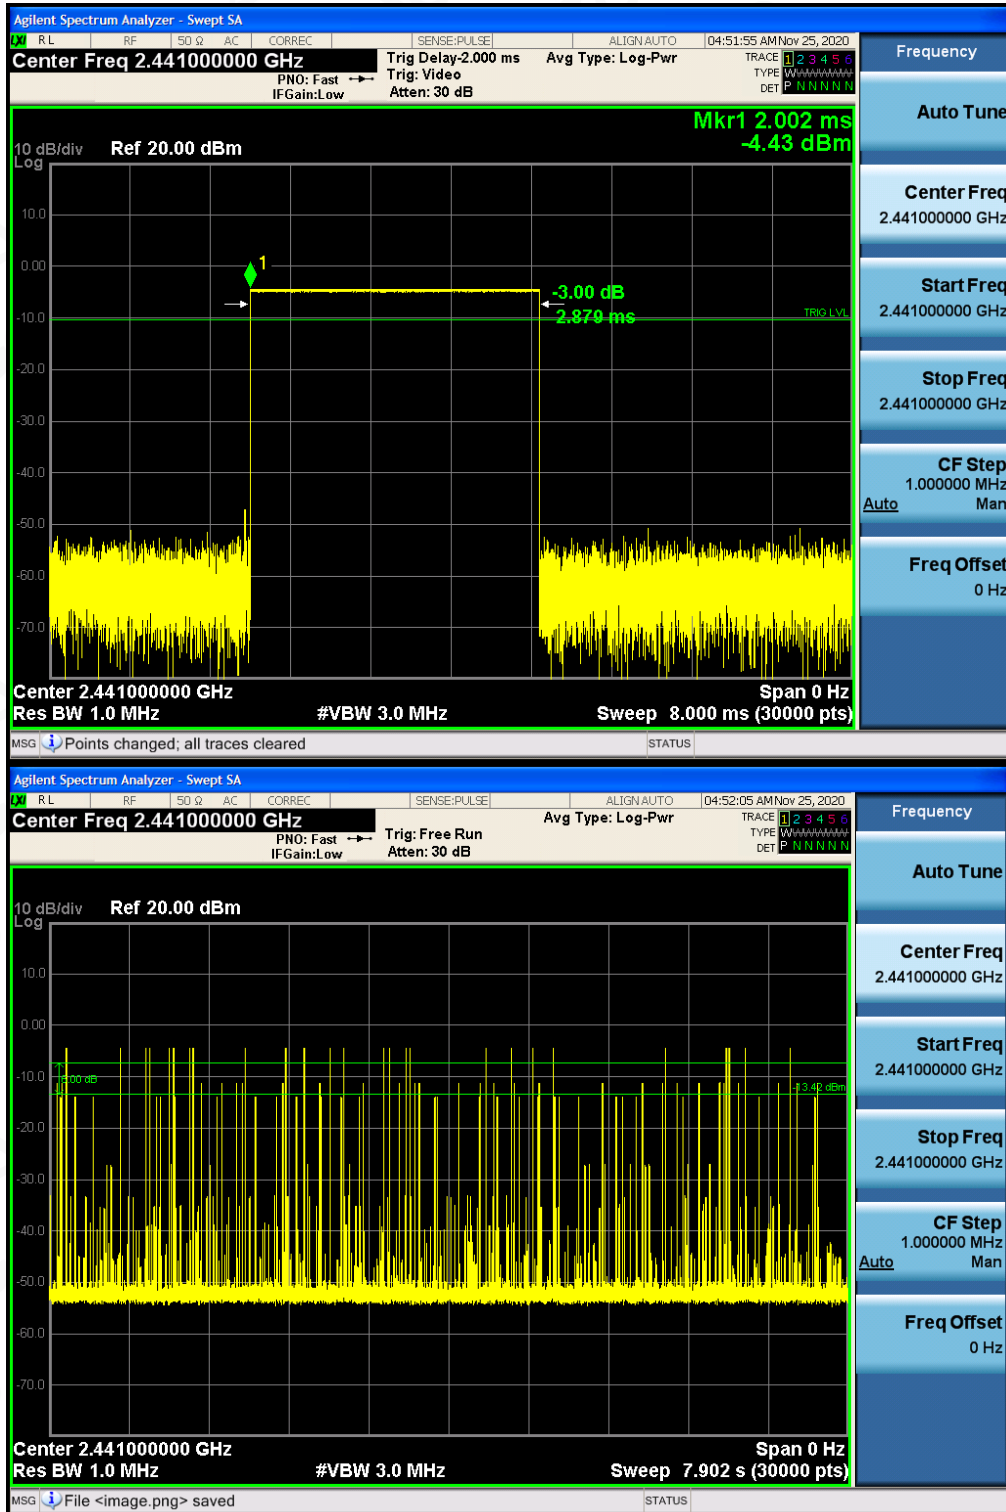 Agilent Spectrum Analyzer - Swept SA
LXI RL RF 50 Ω AC CORREC SENSE:PULSE ALIGN AUTO 04:51:55 AM Nov 25, 2020
Center Freq 2.441000000 GHz
PNO: Fast
IFGain:Low
Trig Delay-2.000 ms
Trig: Video
Atten: 30 dB
Avg Type: Log-Pwr
TRACE 1 2 3 4 5 6
TYPE W
DET P N N N N N
Mkr1 2.002 ms
-4.43 dBm
10 dB/div Ref 20.00 dBm
Log
10.0
1
0.00
-3.00 dB
2.879 ms
TRIG LVL
-10.0
-20.0
-30.0
-40.0
-50.0
-60.0
-70.0
Center 2.441000000 GHz Span 0 Hz
Res BW 1.0 MHz #VBW 3.0 MHz Sweep 8.000 ms (30000 pts)
MSG Points changed; all traces cleared STATUS
Frequency
Auto Tune
Center Freq
2.441000000 GHz
Start Freq
2.441000000 GHz
Stop Freq
2.441000000 GHz
CF Step
1.000000 MHz
Auto Man
Freq Offset
0 Hz
Agilent Spectrum Analyzer - Swept SA
LXI RL RF 50 Ω AC CORREC SENSE:PULSE ALIGN AUTO 04:52:05 AM Nov 25, 2020
Center Freq 2.441000000 GHz
PNO: Fast
IFGain:Low
Trig: Free Run
Atten: 30 dB
Avg Type: Log-Pwr
TRACE 1 2 3 4 5 6
TYPE W
DET P N N N N N
10 dB/div Ref 20.00 dBm
Log
10.0
0.00
-10.0
-13.42 dBm
-20.0
-30.0
-40.0
-50.0
-60.0
-70.0
Center 2.441000000 GHz Span 0 Hz
Res BW 1.0 MHz #VBW 3.0 MHz Sweep 7.902 s (30000 pts)
MSG File <image.png> saved STATUS
Frequency
Auto Tune
Center Freq
2.441000000 GHz
Start Freq
2.441000000 GHz
Stop Freq
2.441000000 GHz
CF Step
1.000000 MHz
Auto Man
Freq Offset
0 Hz